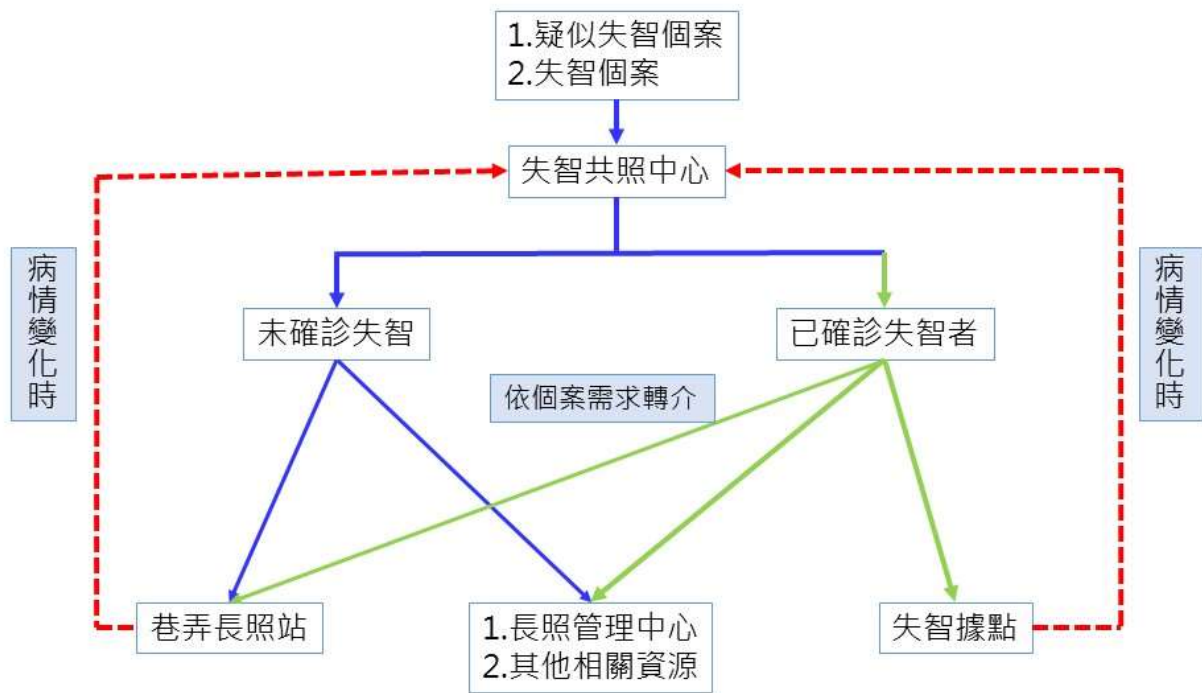 1.疑似失智個案
2.失智個案
失智共照中心
病情變化時
病情變化時
未確診失智
已確診失智者
依個案需求轉介
巷弄長照站
1.長照管理中心
2.其他相關資源
失智據點